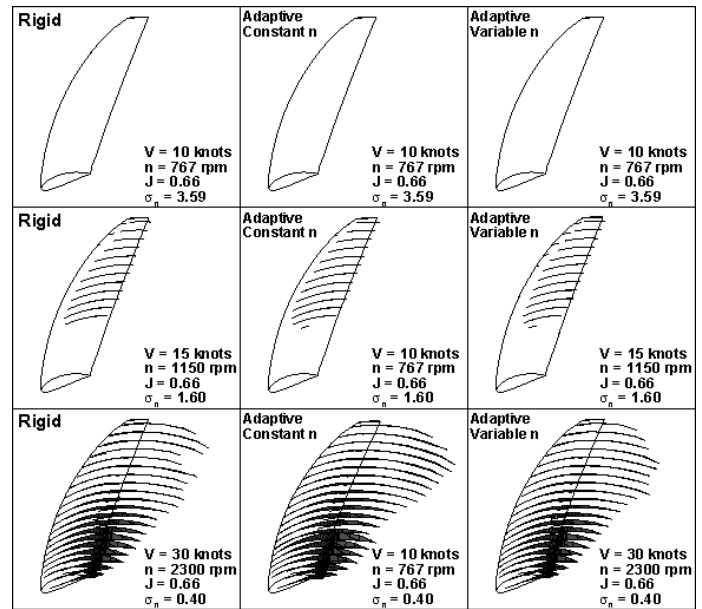 Rigid
V = 10 knots
n = 767 rpm
J = 0.66
σn = 3.59
Adaptive
Constant n
V = 10 knots
n = 767 rpm
J = 0.66
σn = 3.59
Adaptive
Variable n
V = 10 knots
n = 767 rpm
J = 0.66
σn = 3.59
Rigid
V = 15 knots
n = 1150 rpm
J = 0.66
σn = 1.60
Adaptive
Constant n
V = 10 knots
n = 767 rpm
J = 0.66
σn = 1.60
Adaptive
Variable n
V = 15 knots
n = 1150 rpm
J = 0.66
σn = 1.60
Rigid
V = 30 knots
n = 2300 rpm
J = 0.66
σn = 0.40
Adaptive
Constant n
V = 10 knots
n = 767 rpm
J = 0.66
σn = 0.40
Adaptive
Variable n
V = 30 knots
n = 2300 rpm
J = 0.66
σn = 0.40